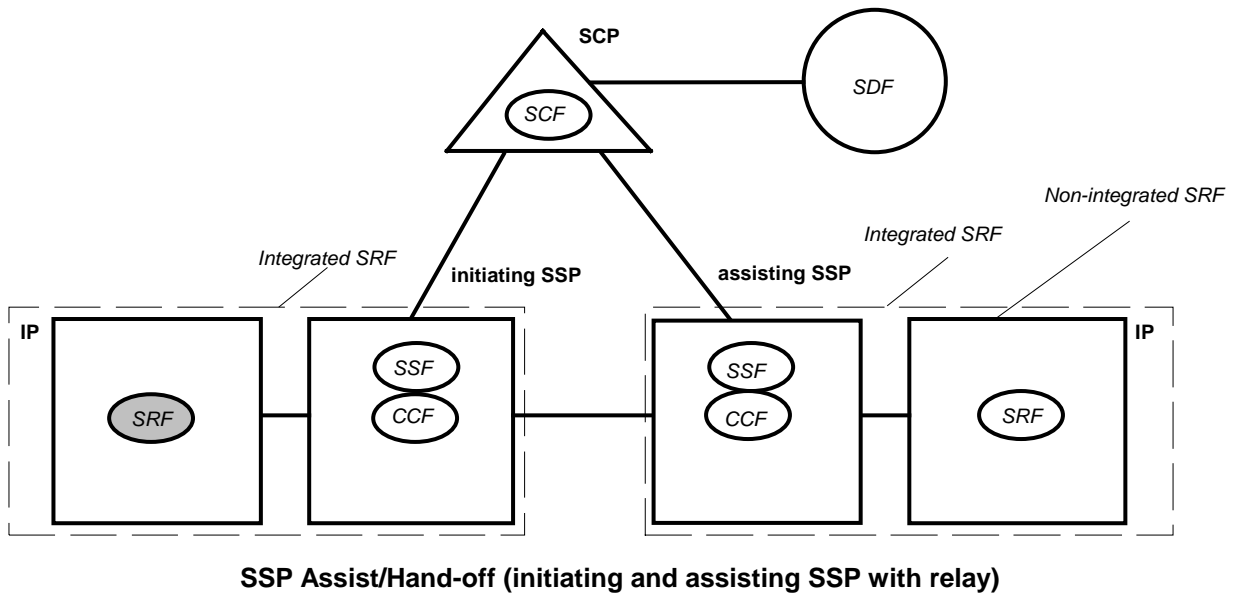 SCP
SDF
SCF
Non-integrated SRF
Integrated SRF
Integrated SRF
initiating SSP
assisting SSP
IP
IP
SSF
SSF
SRF
CCF
CCF
SRF
SSP Assist/Hand-off (initiating and assisting SSP with relay)